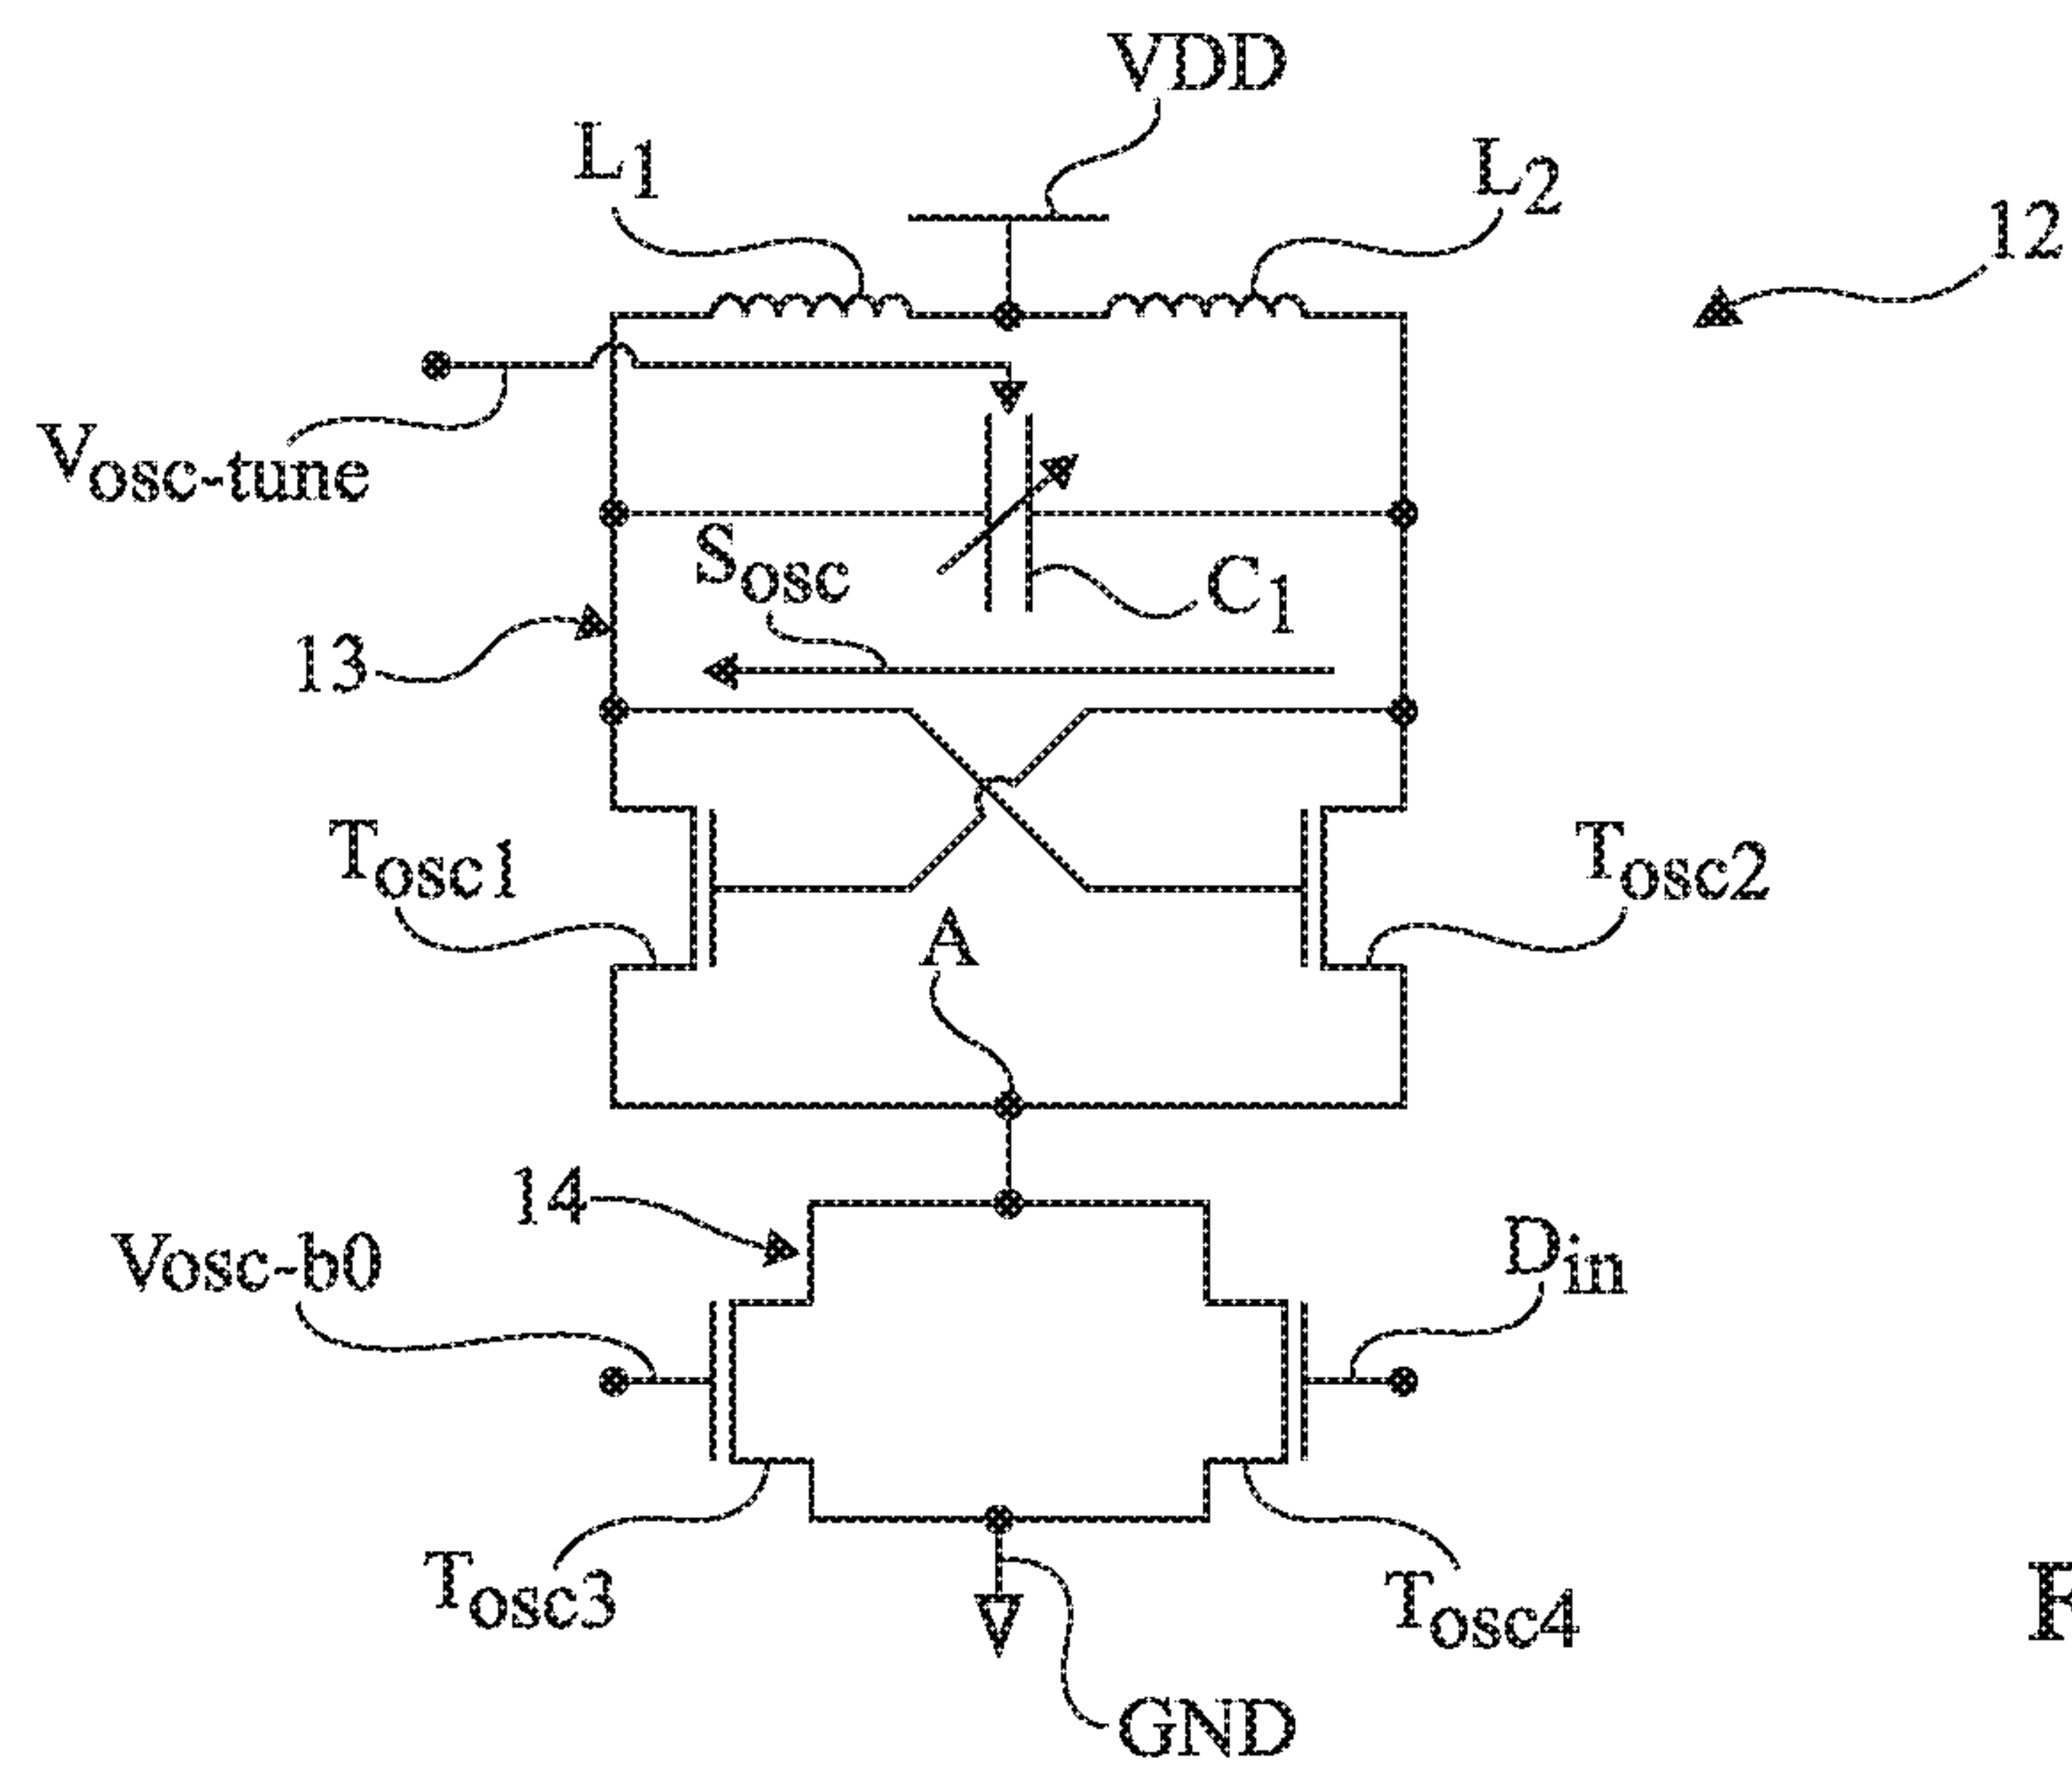 VDD
L1
L2
12
Vosc-tune
Sosc
C1
13
Tosc1
Tosc2
A
14
Vosc-b0
Din
Tosc3
Tosc4
GND